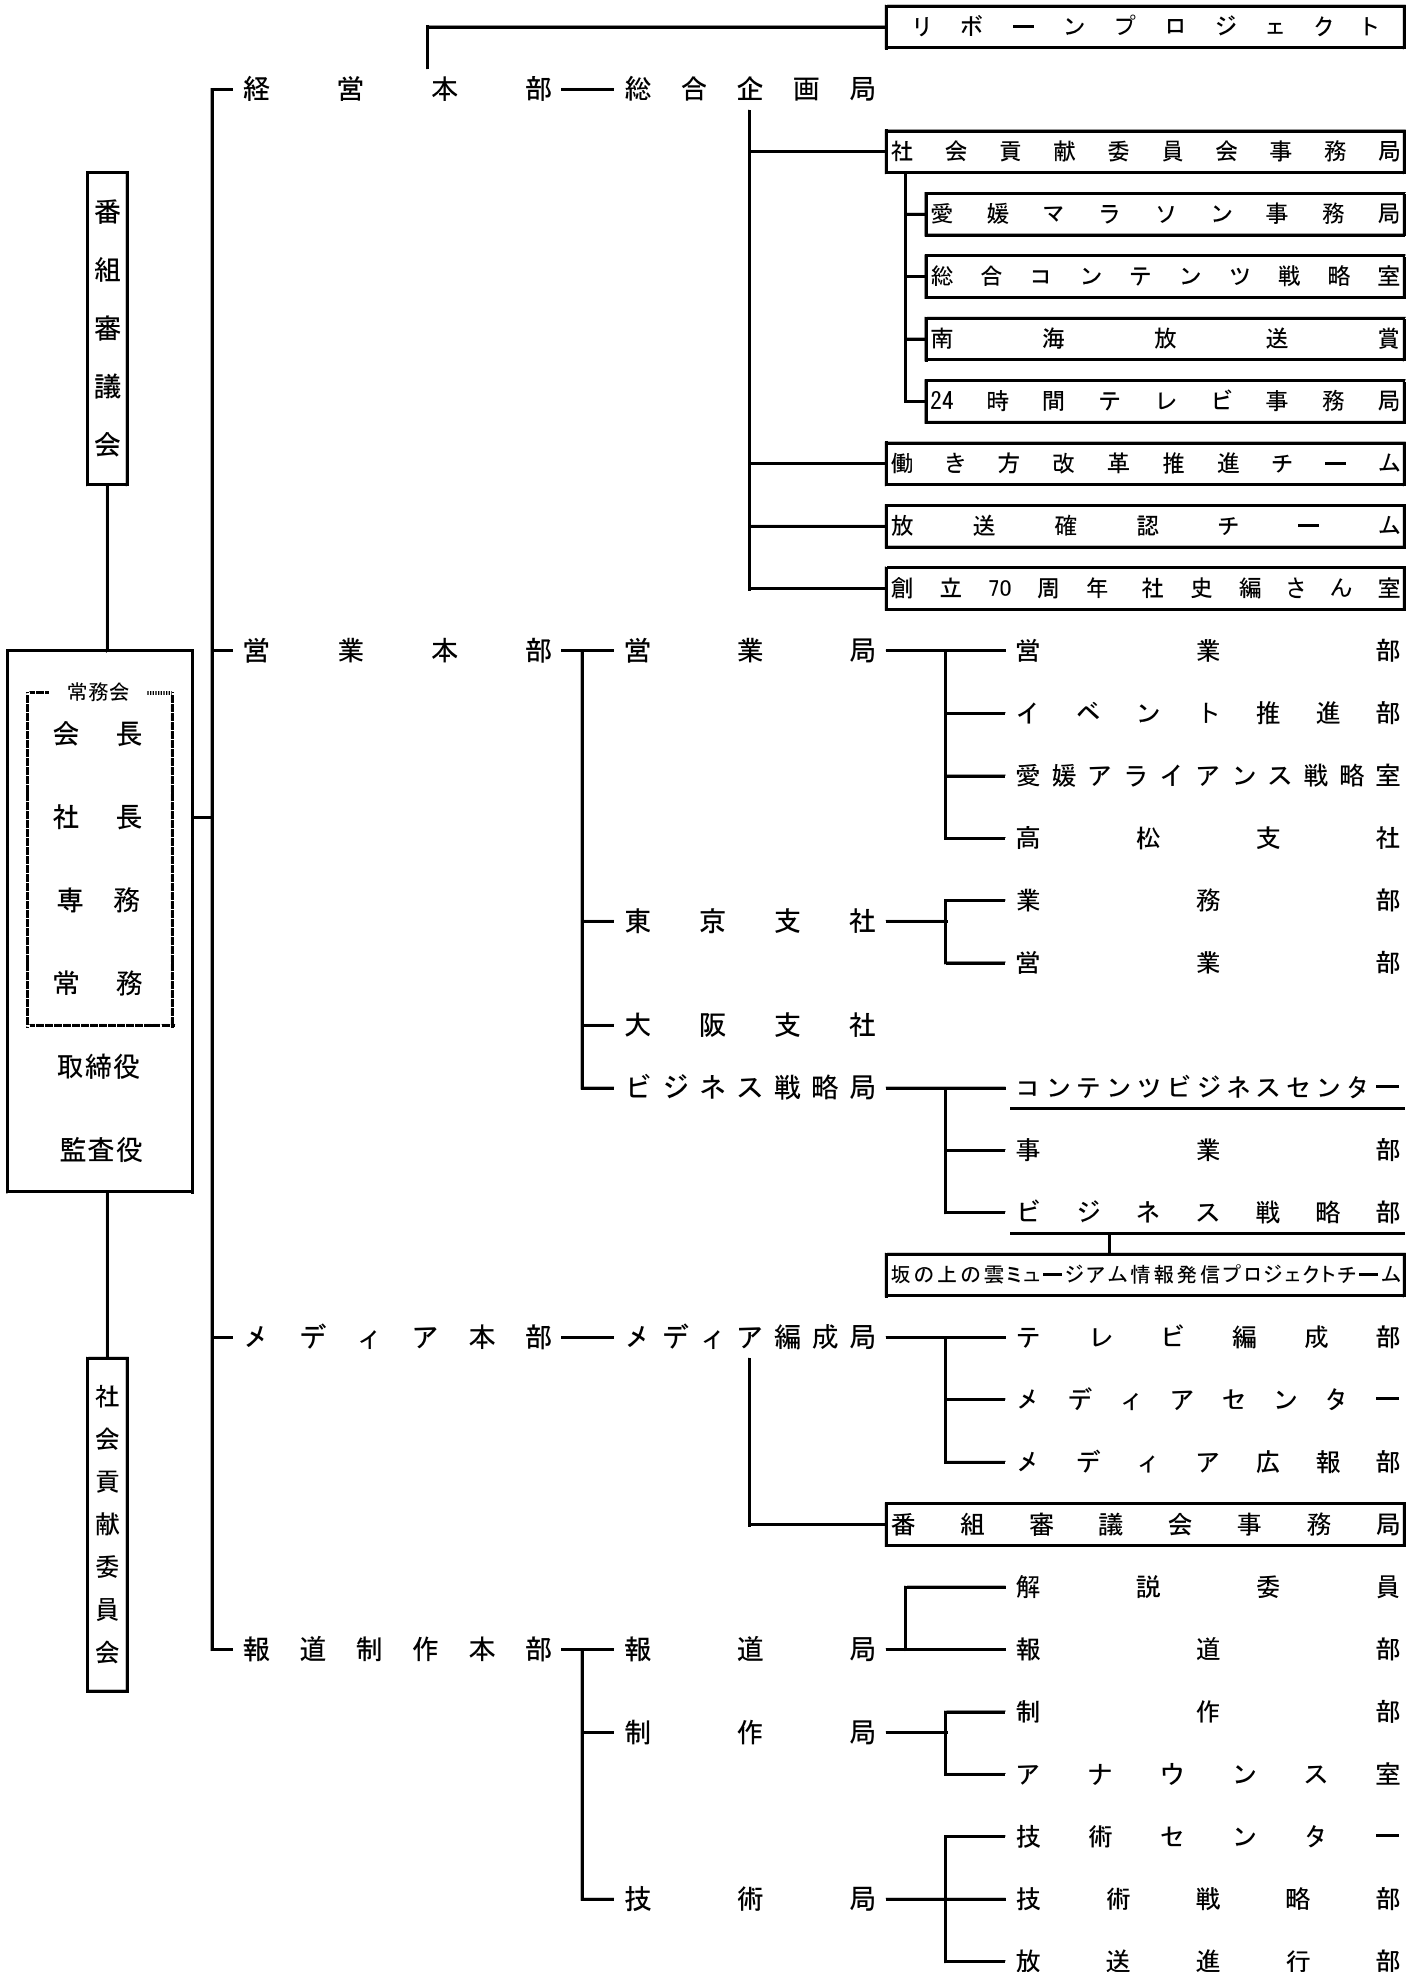 リボーンプロジェクト
経営本部 総合企画局
社会貢献委員会事務局
愛媛マラソン事務局
総合コンテンツ戦略室
南海放送賞
24時間テレビ事務局
働き方改革推進チーム
放送確認チーム
創立70周年社史編さん室
番組審議会
常務会
会長
社長
専務
常務
取締役
監査役
社会貢献委員会
営業本部 営業局 営業部
イベント推進部
愛媛アライアンス戦略室
高松支社
東京支社 業務部
営業部
大阪支社
ビジネス戦略局 コンテンツビジネスセンター
事業部
ビジネス戦略部
坂の上の雲ミュージアム情報発信プロジェクトチーム
メディア本部 メディア編成局 テレビ編成部
メディアセンター
メディア広報部
番組審議会事務局
解説委員
報道制作本部 報道局 報道部
制作局 制作部
アナウンス室
技術局 技術センター
技術戦略部
放送進行部